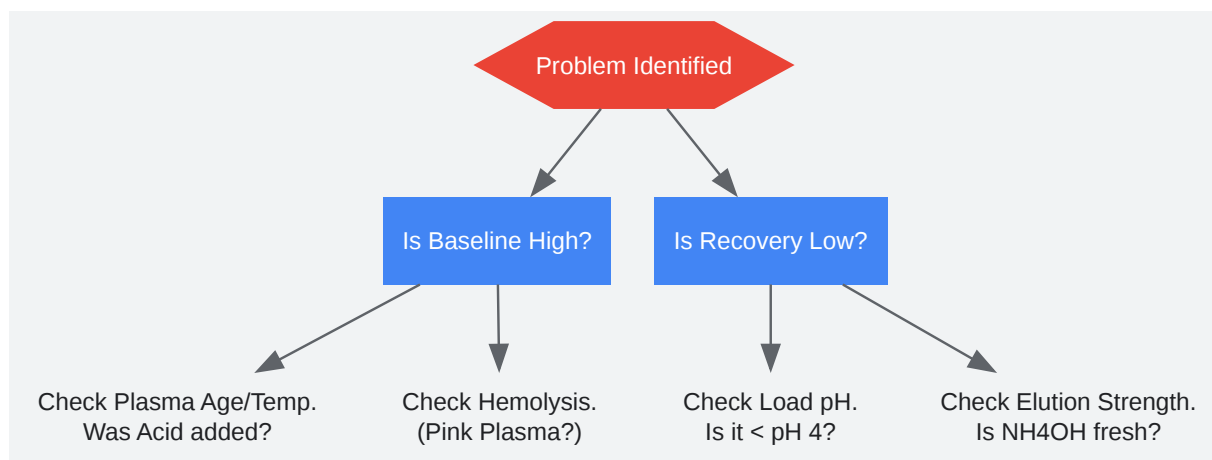 Problem Identified
Is Baseline High?
Is Recovery Low?
Check Plasma Age/Temp.
Was Acid added?
Check Hemolysis.
(Pink Plasma?)
Check Load pH.
Is it < pH 4?
Check Elution Strength.
Is NH4OH fresh?